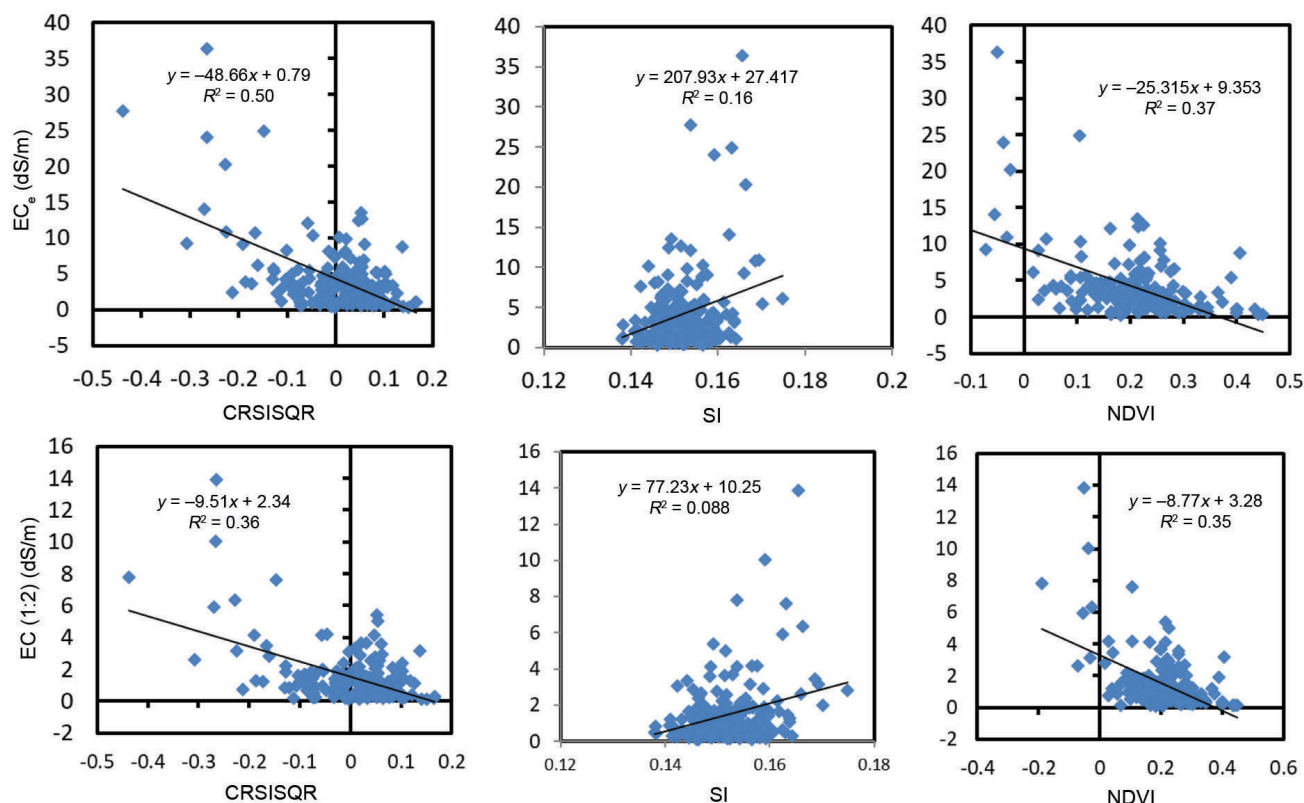 40
35
30
25
20
15
10
5
0
-5
-0.5 -0.4 -0.3 -0.2 -0.1 0 0.1 0.2
ECe (dS/m)
CRSISQR
y = –48.66x + 0.79
R² = 0.50
40
35
30
25
20
15
10
5
0
0.12 0.14 0.16 0.18 0.2
SI
y = 207.93x + 27.417
R² = 0.16
40
35
30
25
20
15
10
5
0
-5
-0.1 0 0.1 0.2 0.3 0.4 0.5
NDVI
y = –25.315x + 9.353
R² = 0.37
16
14
12
10
8
6
4
2
0
-2
-0.5 -0.4 -0.3 -0.2 -0.1 0 0.1 0.2
EC (1:2) (dS/m)
CRSISQR
y = –9.51x + 2.34
R² = 0.36
16
14
12
10
8
6
4
2
0
0.12 0.14 0.16 0.18
SI
y = 77.23x + 10.25
R² = 0.088
16
14
12
10
8
6
4
2
0
-2
-0.4 -0.2 0 0.2 0.4 0.6
NDVI
y = –8.77x + 3.28
R² = 0.35